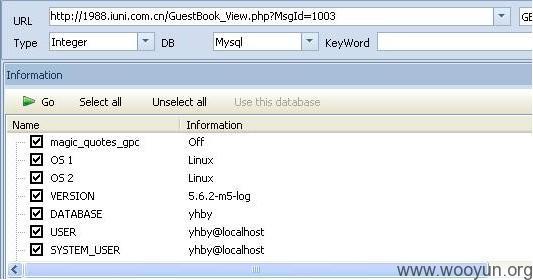 URL http://1988.iuni.com.cn/GuestBook_View.php?MsgId=1003 GE
Type Integer DB Mysql KeyWord
Information
Go Select all Unselect all Use this database
Name Information
magic_quotes_gpc Off
OS 1 Linux
OS 2 Linux
VERSION 5.6.2-m5-log
DATABASE yhby
USER yhby@localhost
SYSTEM_USER yhby@localhost
www.wooyun.org